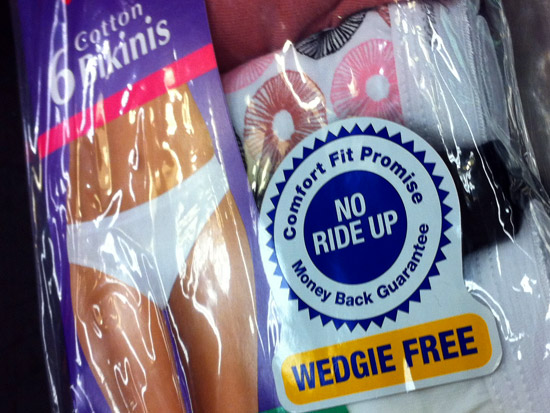 6 Cotton
Bikinis
Comfort Fit Promise
NO
RIDE UP
Money Back Guarantee
WEDGIE FREE